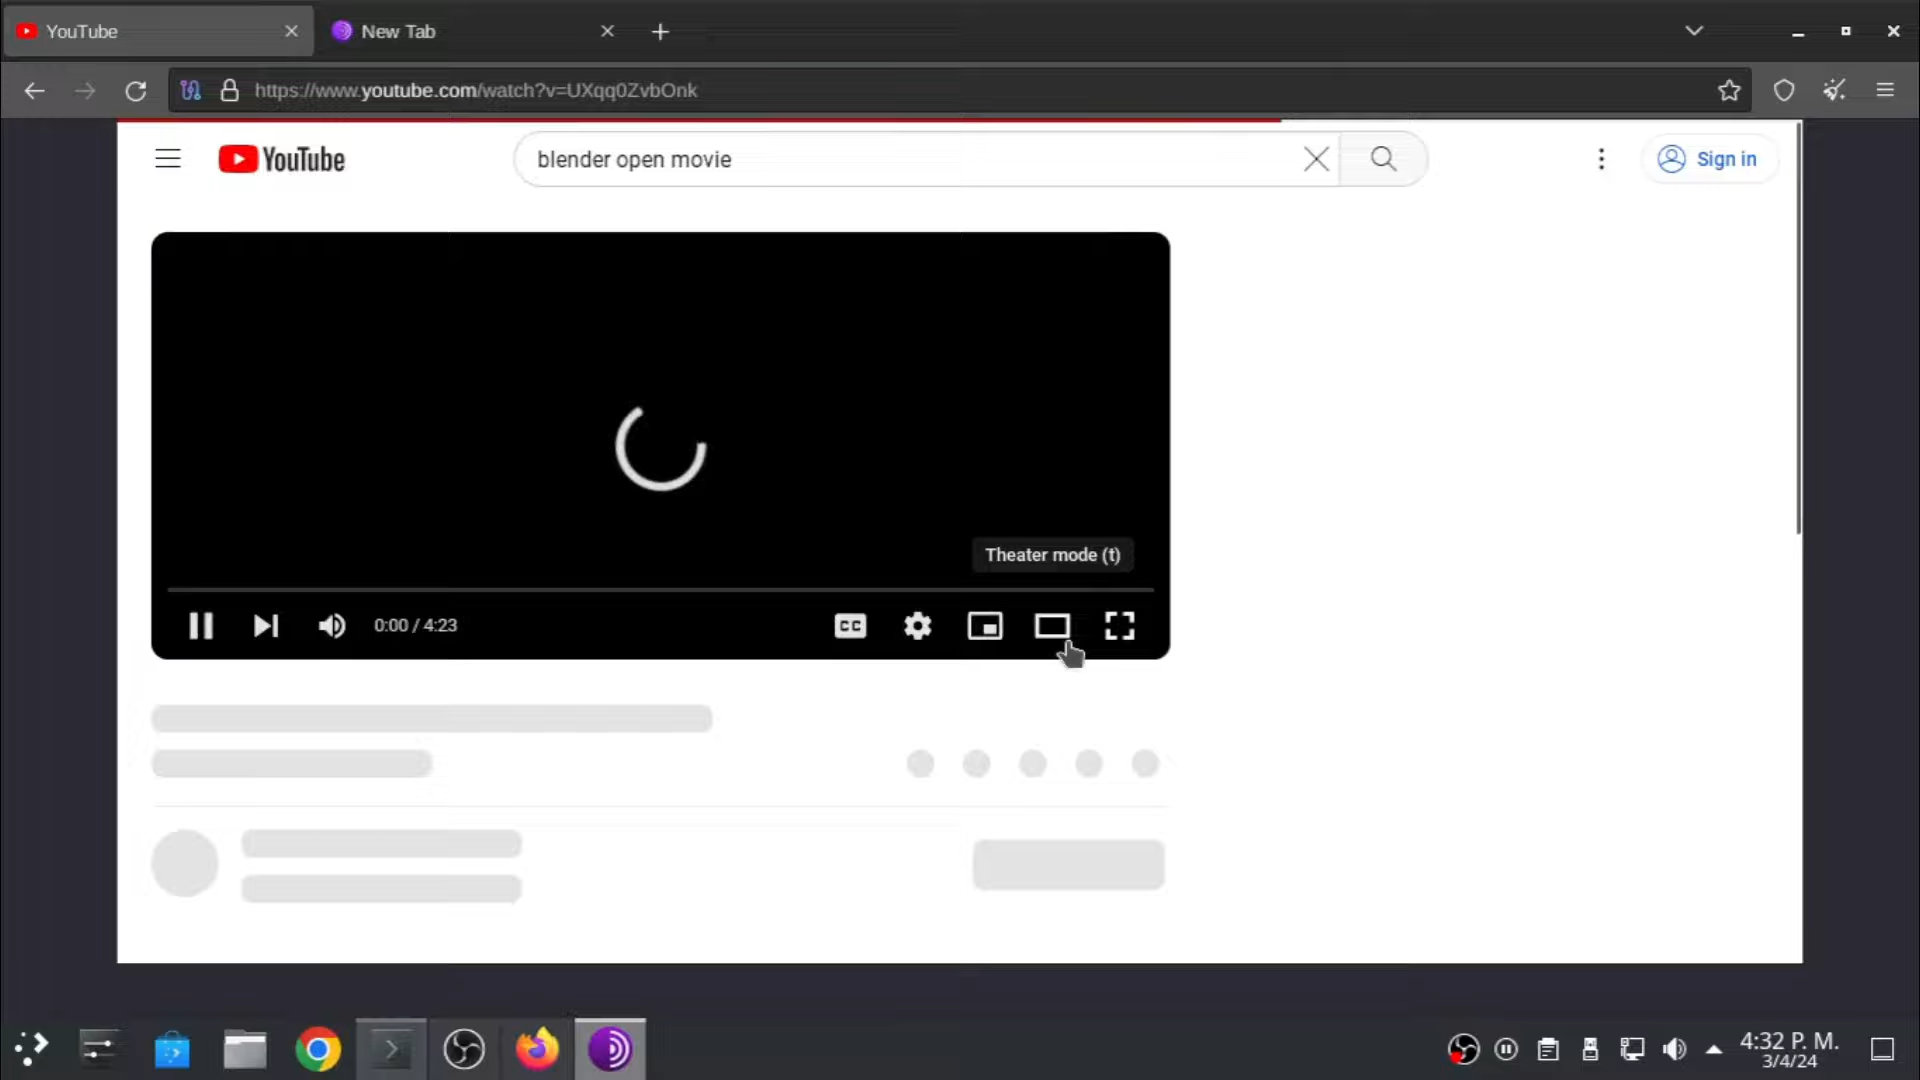 YouTube
New Tab
https://www.youtube.com/watch?v=UXqq0ZvbOnk
YouTube
blender open movie
Sign in
Theater mode (t)
0:00 / 4:23
CC
4:32 P. M.
3/4/24